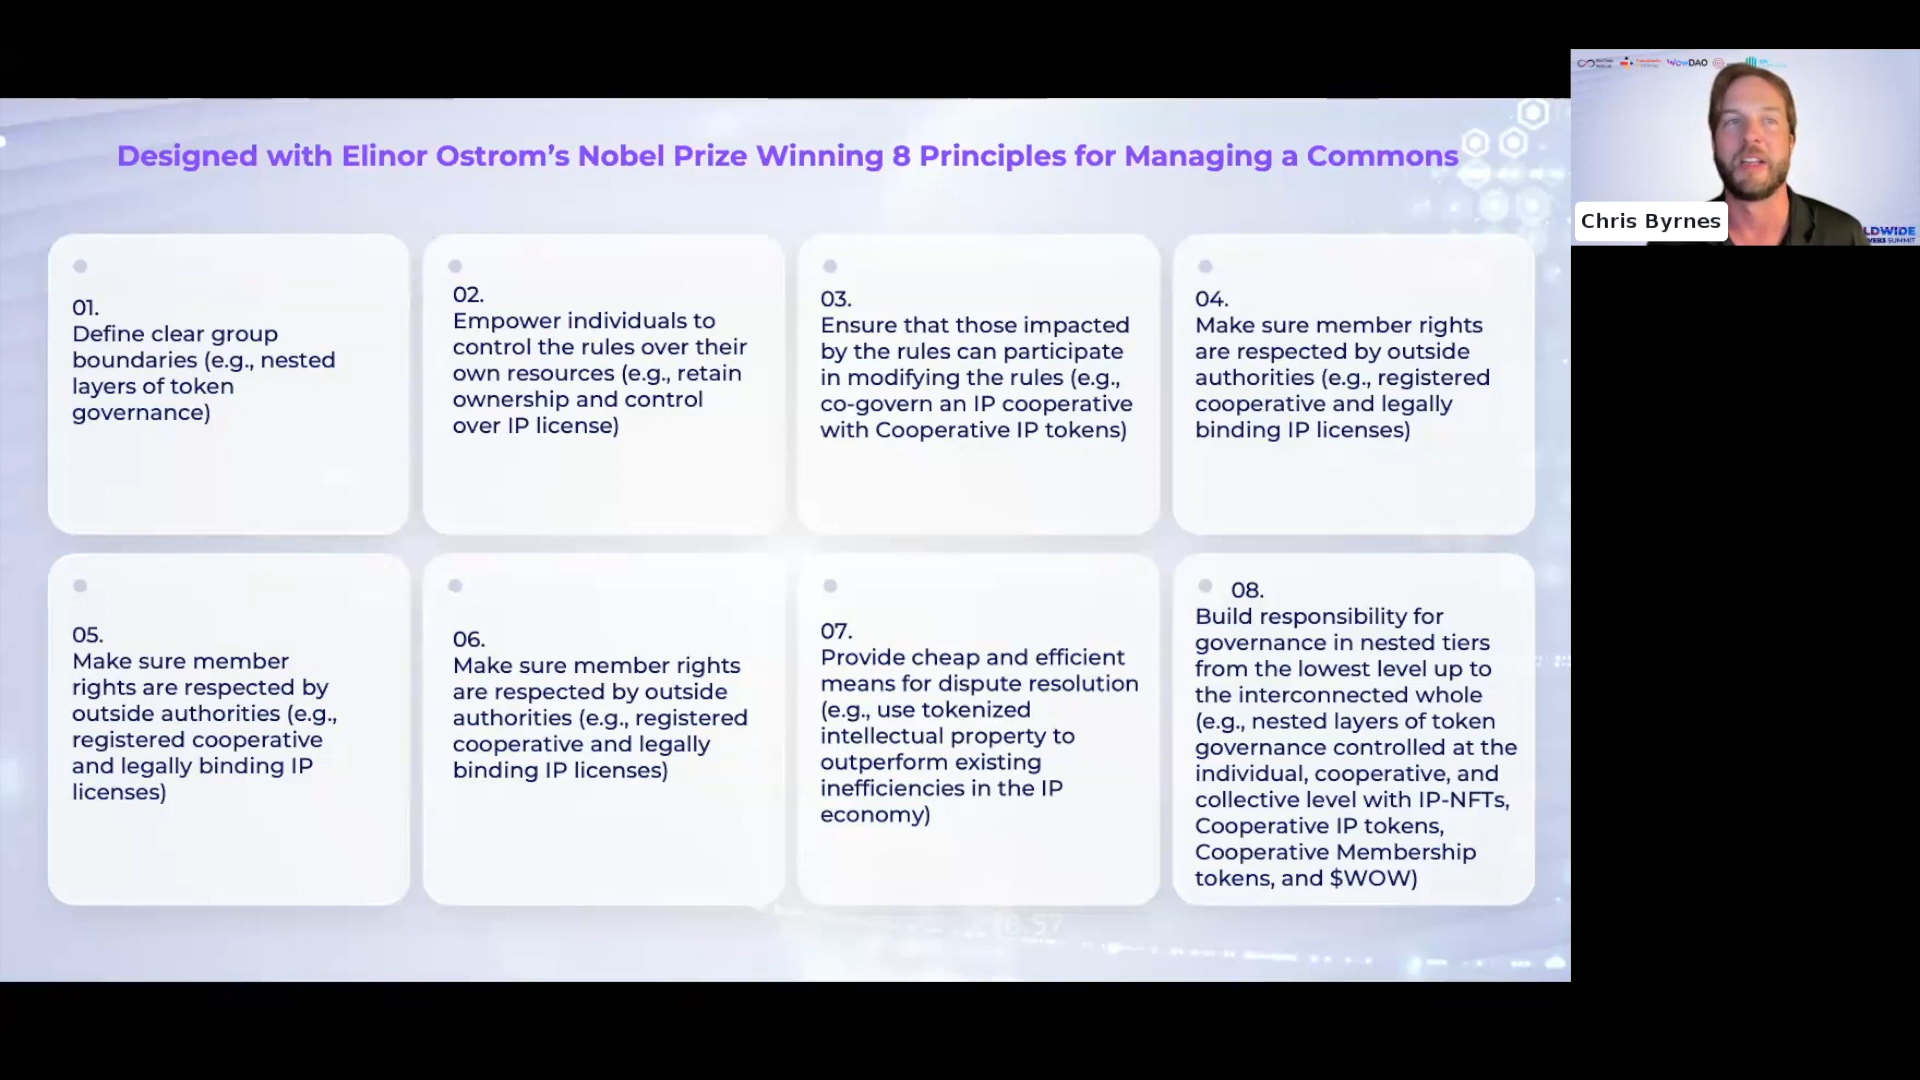 Designed with Elinor Ostrom’s Nobel Prize Winning 8 Principles for Managing a Commons
01.
Define clear group
boundaries (e.g., nested
layers of token
governance)
02.
Empower individuals to
control the rules over their
own resources (e.g., retain
ownership and control
over IP license)
03.
Ensure that those impacted
by the rules can participate
in modifying the rules (e.g.,
co-govern an IP cooperative
with Cooperative IP tokens)
04.
Make sure member rights
are respected by outside
authorities (e.g., registered
cooperative and legally
binding IP licenses)
05.
Make sure member
rights are respected by
outside authorities (e.g.,
registered cooperative
and legally binding IP
licenses)
06.
Make sure member rights
are respected by outside
authorities (e.g., registered
cooperative and legally
binding IP licenses)
07.
Provide cheap and efficient
means for dispute resolution
(e.g., use tokenized
intellectual property to
outperform existing
inefficiencies in the IP
economy)
08.
Build responsibility for
governance in nested tiers
from the lowest level up to
the interconnected whole
(e.g., nested layers of token
governance controlled at the
individual, cooperative, and
collective level with IP-NFTs,
Cooperative IP tokens,
Cooperative Membership
tokens, and $WOW)
WOWDAO
Chris Byrnes
LDWIDE
WEB3 SUMMIT